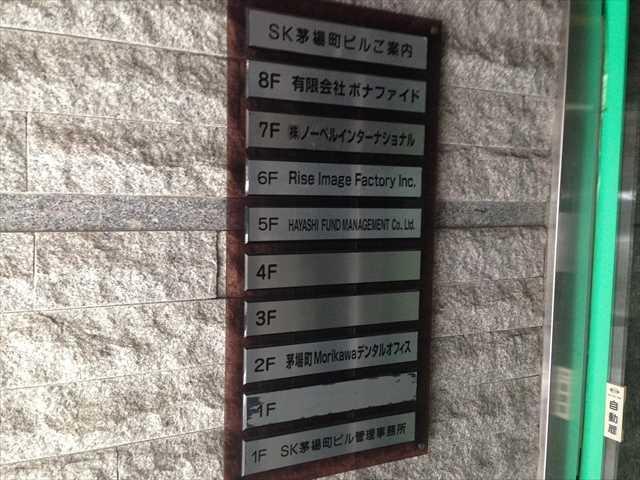 SK茅場町ビルご案内
8F 有限会社 ボナファイド
7F ㈱ノーベルインターナショナル
6F Rise Image Factory Inc.
5F HAYASHI FUND MANAGEMENT Co., Ltd.
4F
3F
2F 茅場町Morikawaデンタルオフィス
1F
1F SK茅場町ビル管理事務所
自動扉